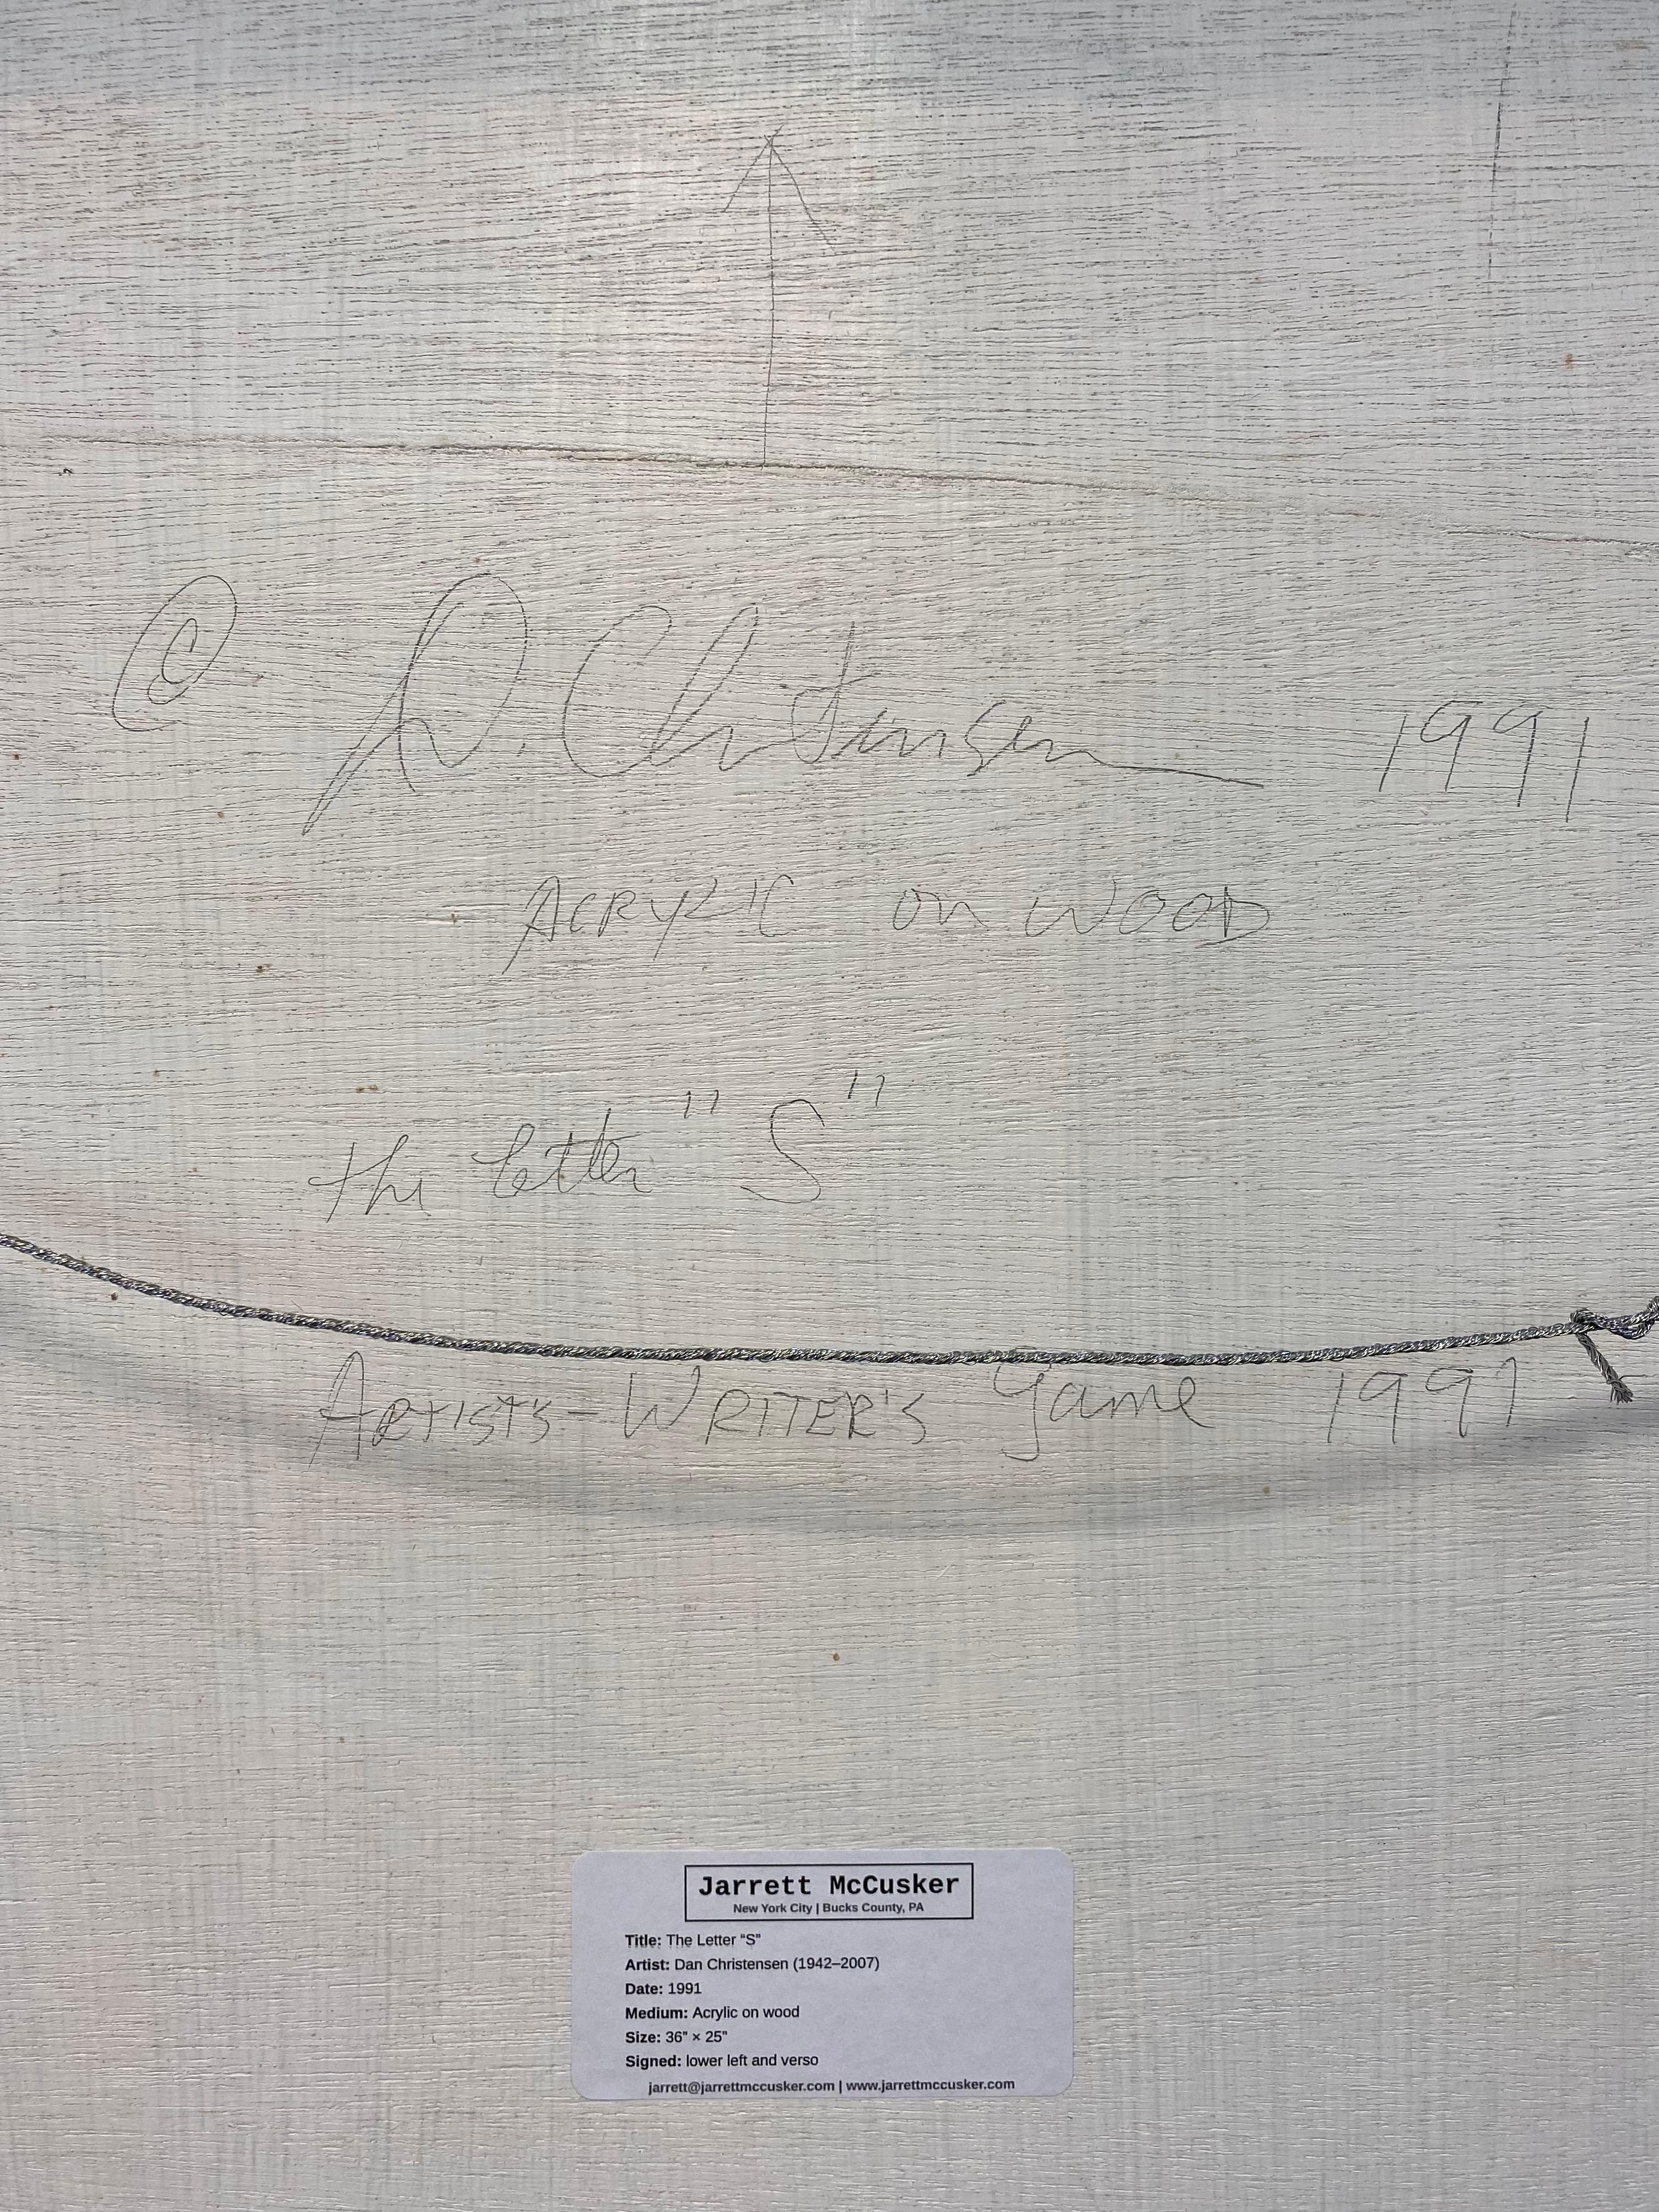 © D. Christensen 1991
ACRYLIC on WOOD
the letter "S"
ARTIST'S-WRITER'S Game 1991
Jarrett McCusker
New York City | Bucks County, PA
Title: The Letter “S”
Artist: Dan Christensen (1942–2007)
Date: 1991
Medium: Acrylic on wood
Size: 36" × 25"
Signed: lower left and verso
jarrett@jarrettmccusker.com | www.jarrettmccusker.com